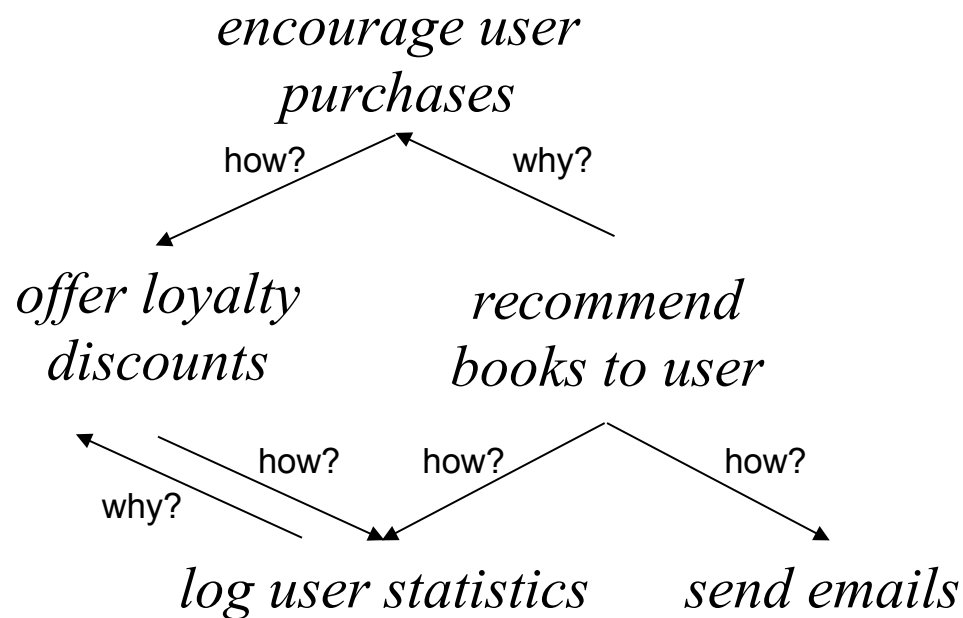 encourage user
purchases
how?
why?
offer loyalty
discounts
recommend
books to user
how?
how?
how?
why?
log user statistics
send emails